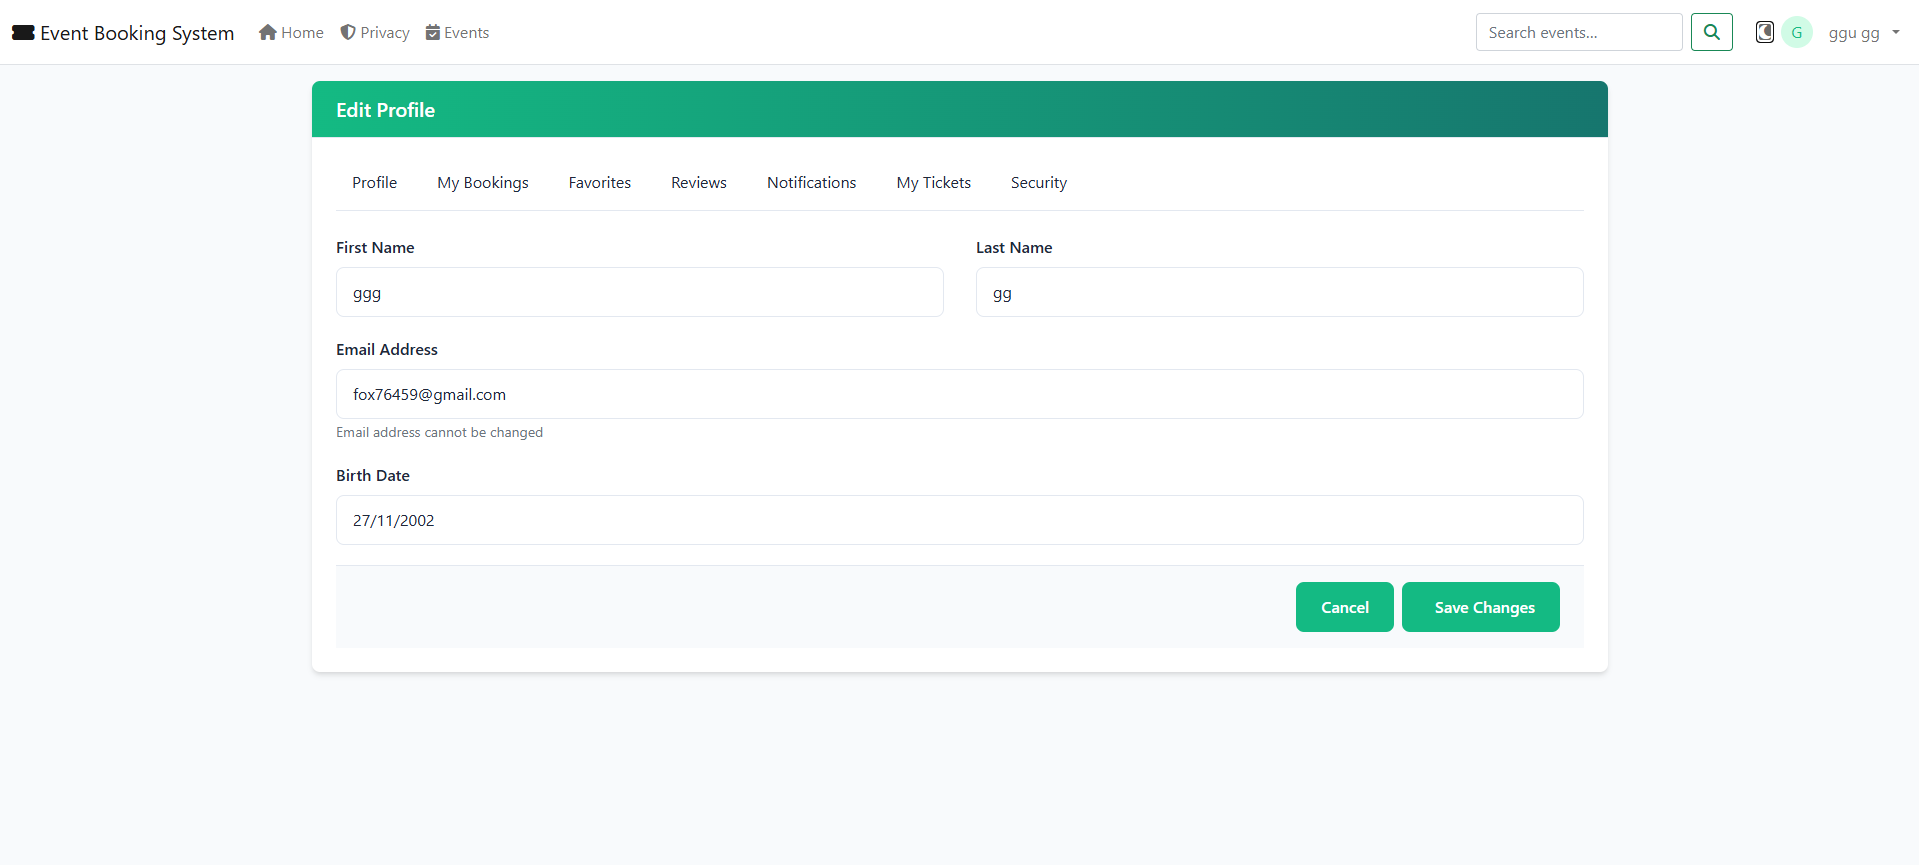 Event Booking System Home Privacy Events Search events... G ggu gg
Edit Profile
Profile My Bookings Favorites Reviews Notifications My Tickets Security
First Name Last Name
ggg gg
Email Address
fox76459@gmail.com
Email address cannot be changed
Birth Date
27/11/2002
Cancel Save Changes